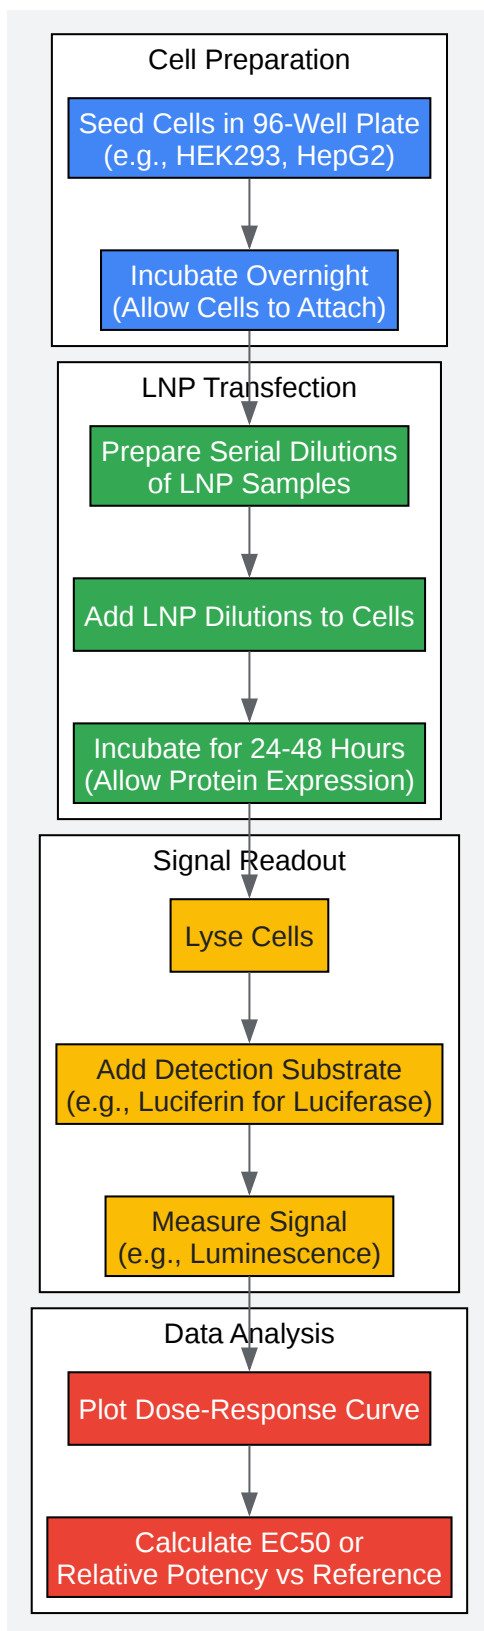 Cell Preparation
Seed Cells in 96-Well Plate
(e.g., HEK293, HepG2)
Incubate Overnight
(Allow Cells to Attach)
LNP Transfection
Prepare Serial Dilutions
of LNP Samples
Add LNP Dilutions to Cells
Incubate for 24-48 Hours
(Allow Protein Expression)
Signal Readout
Lyse Cells
Add Detection Substrate
(e.g., Luciferin for Luciferase)
Measure Signal
(e.g., Luminescence)
Data Analysis
Plot Dose-Response Curve
Calculate EC50 or
Relative Potency vs Reference